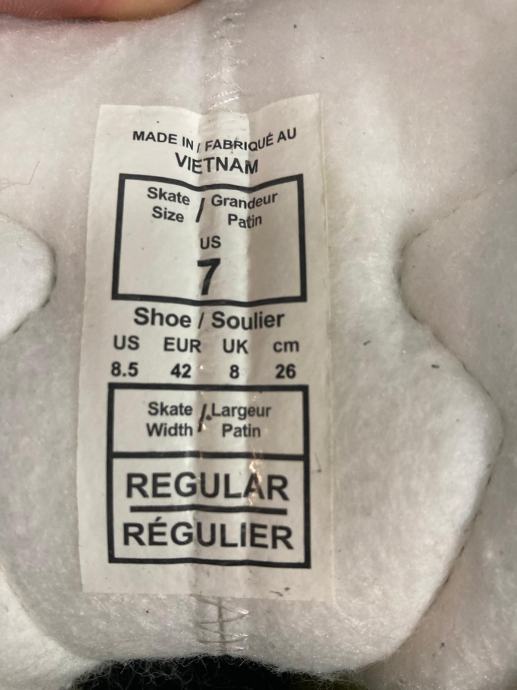 MADE IN / FABRIQUÉ AU
VIETNAM
Skate / Grandeur
Size Patin
US
7
Shoe / Soulier
US EUR UK cm
8.5 42 8 26
Skate / Largeur
Width Patin
REGULAR
RÉGULIER